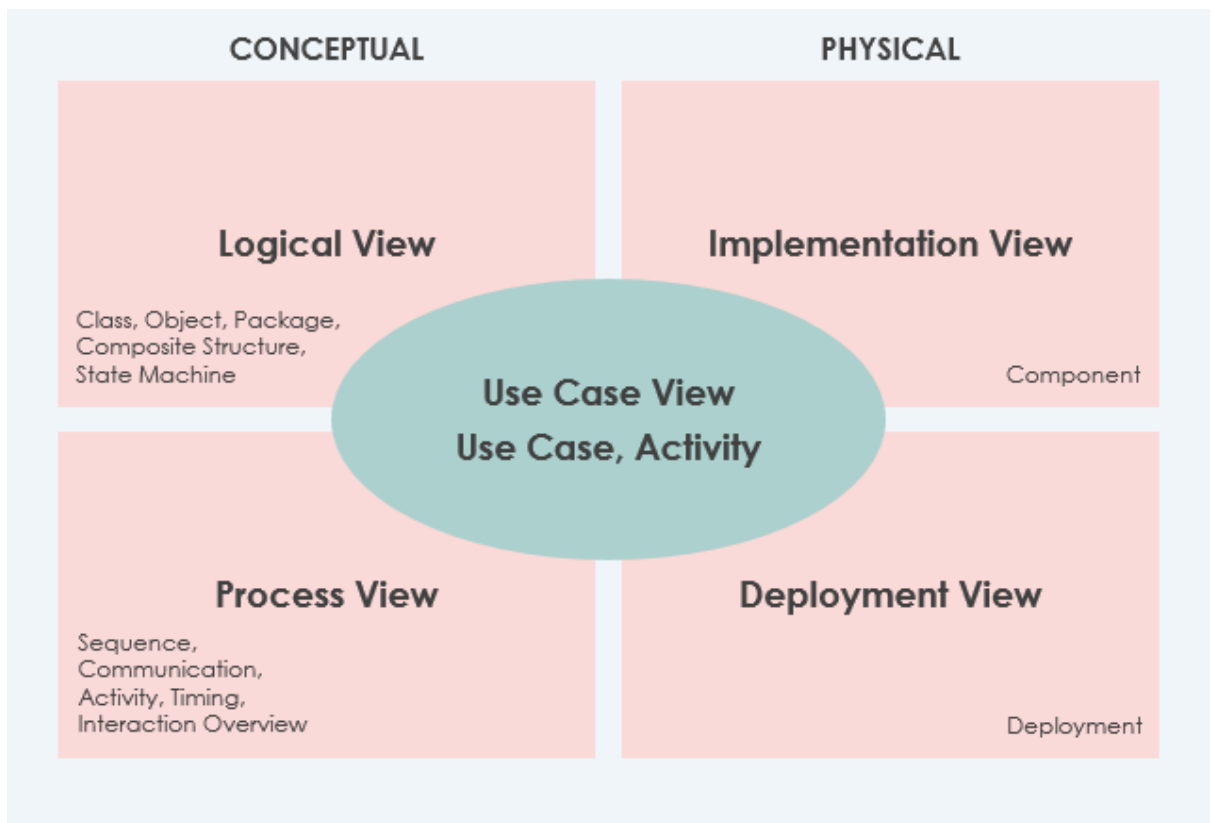 CONCEPTUAL
PHYSICAL
Logical View
Class, Object, Package,
Composite Structure,
State Machine
Implementation View
Component
Use Case View
Use Case, Activity
Process View
Sequence,
Communication,
Activity, Timing,
Interaction Overview
Deployment View
Deployment